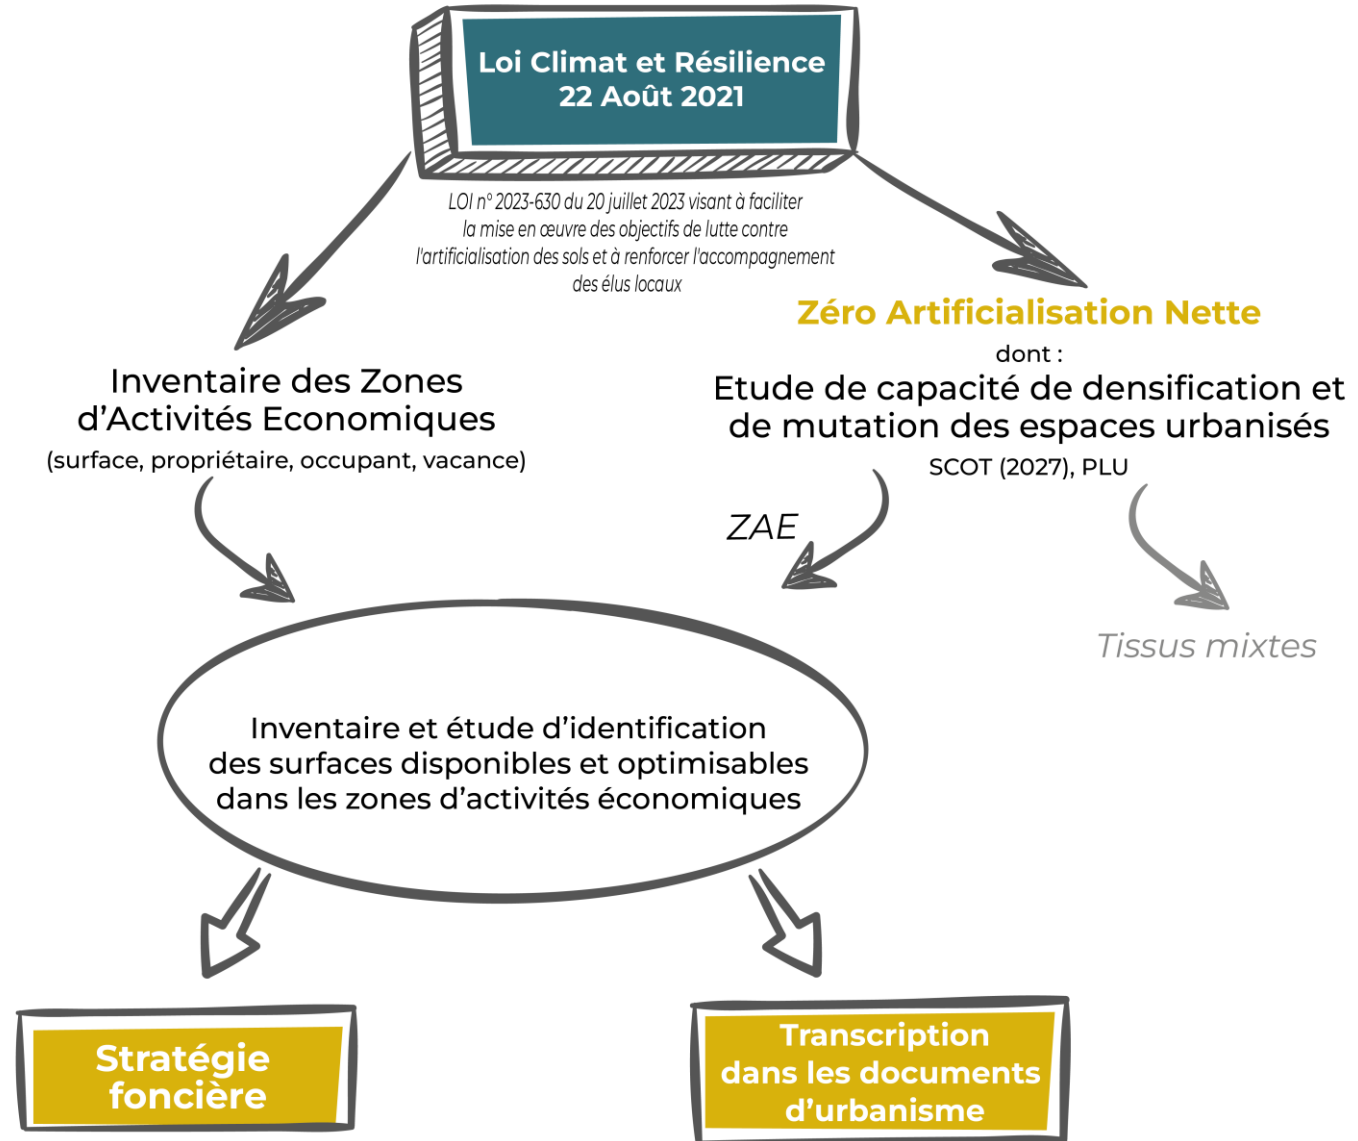 Loi Climat et Résilience
22 Août 2021
LOI n° 2023-630 du 20 juillet 2023 visant à faciliter
la mise en œuvre des objectifs de lutte contre
l'artificialisation des sols et à renforcer l'accompagnement
des élus locaux
Zéro Artificialisation Nette
dont :
Etude de capacité de densification et
de mutation des espaces urbanisés
SCOT (2027), PLU
Inventaire des Zones
d’Activités Economiques
(surface, propriétaire, occupant, vacance)
ZAE
Tissus mixtes
Inventaire et étude d’identification
des surfaces disponibles et optimisables
dans les zones d’activités économiques
Stratégie
foncière
Transcription
dans les documents
d’urbanisme